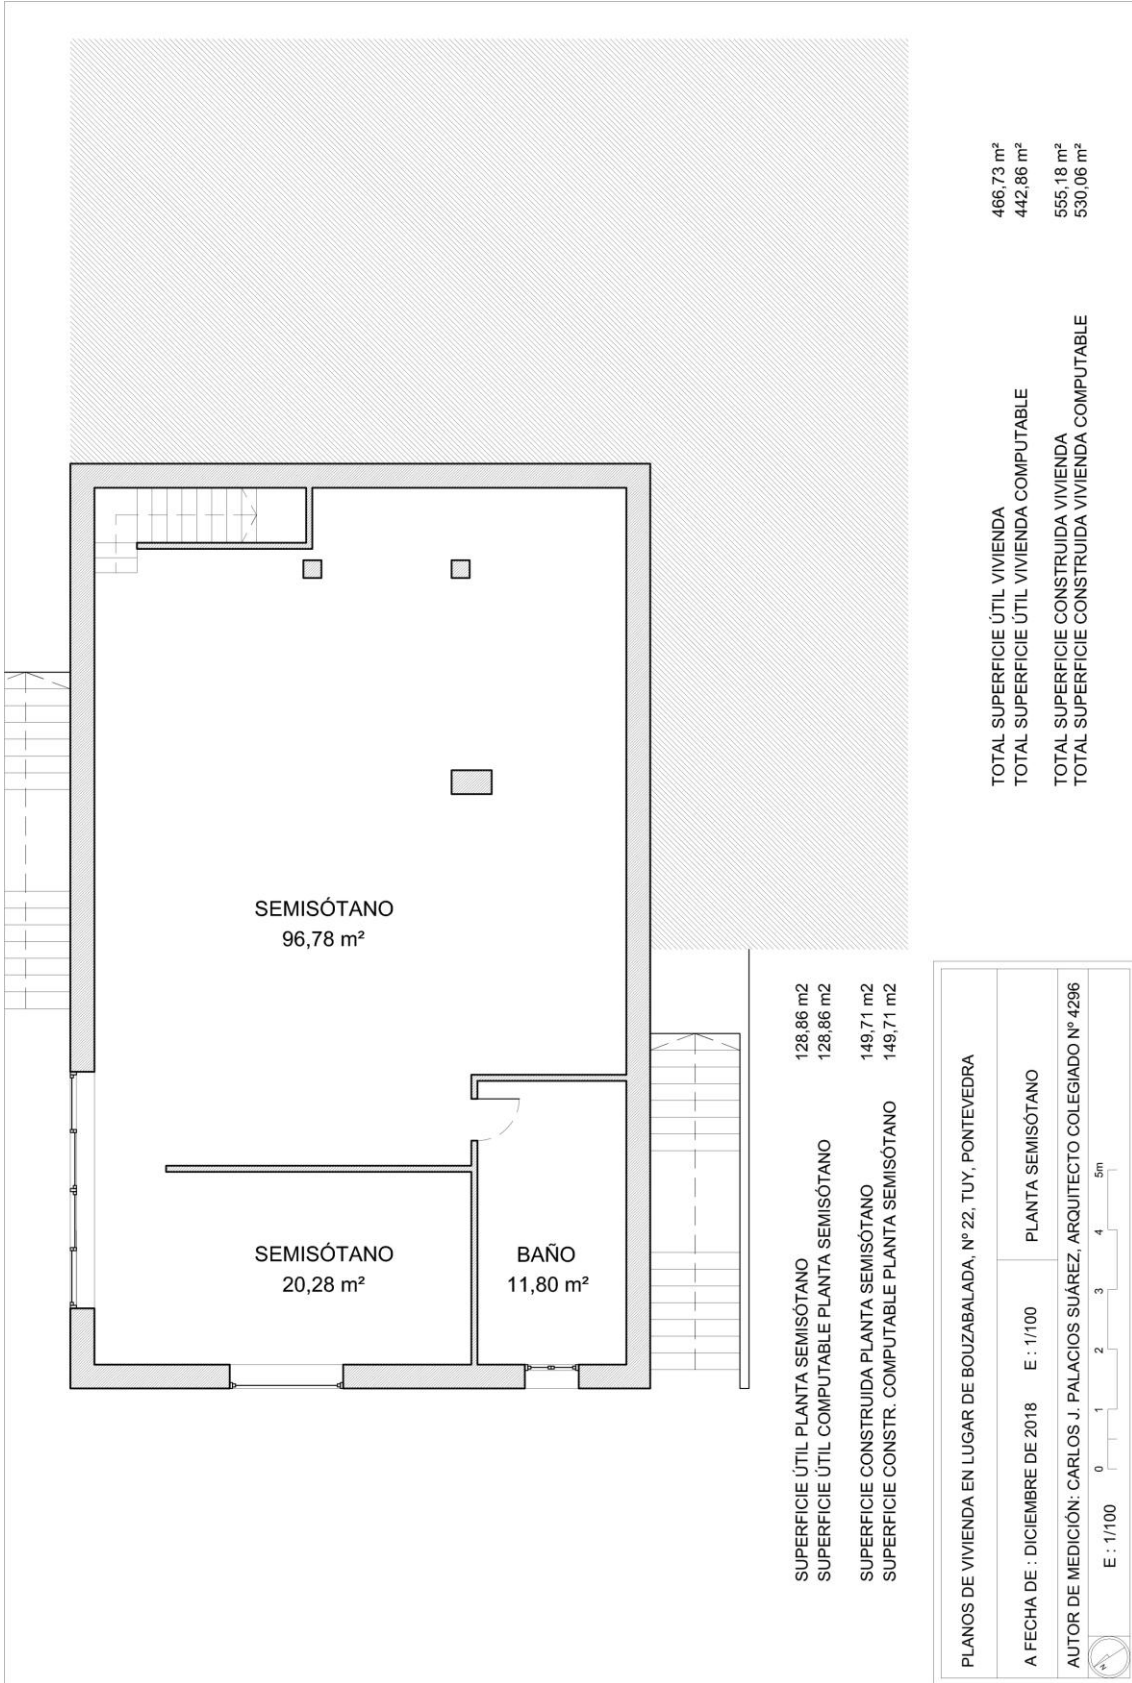 SEMISÓTANO
96,78 m²
SEMISÓTANO
20,28 m²
BAÑO
11,80 m²
SUPERFICIE ÚTIL PLANTA SEMISÓTANO 128,86 m2
SUPERFICIE ÚTIL COMPUTABLE PLANTA SEMISÓTANO 128,86 m2
SUPERFICIE CONSTRUIDA PLANTA SEMISÓTANO 149,71 m2
SUPERFICIE CONSTR. COMPUTABLE PLANTA SEMISÓTANO 149,71 m2
TOTAL SUPERFICIE ÚTIL VIVIENDA 466,73 m²
TOTAL SUPERFICIE ÚTIL VIVIENDA COMPUTABLE 442,86 m²
TOTAL SUPERFICIE CONSTRUIDA VIVIENDA 555,18 m²
TOTAL SUPERFICIE CONSTRUIDA VIVIENDA COMPUTABLE 530,06 m²
PLANOS DE VIVIENDA EN LUGAR DE BOUZABALADA, Nº 22, TUY, PONTEVEDRA
A FECHA DE : DICIEMBRE DE 2018 E : 1/100 PLANTA SEMISÓTANO
AUTOR DE MEDICIÓN: CARLOS J. PALACIOS SUÁREZ, ARQUITECTO COLEGIADO Nº 4296
N E : 1/100 0 1 2 3 4 5m